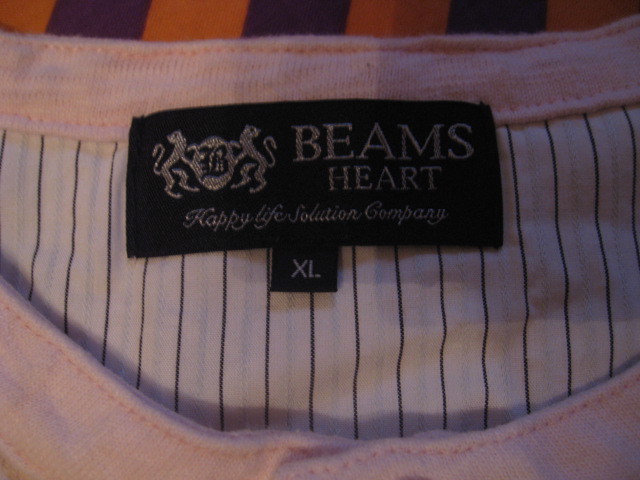 BEAMS
HEART
Happy life Solution Company
XL